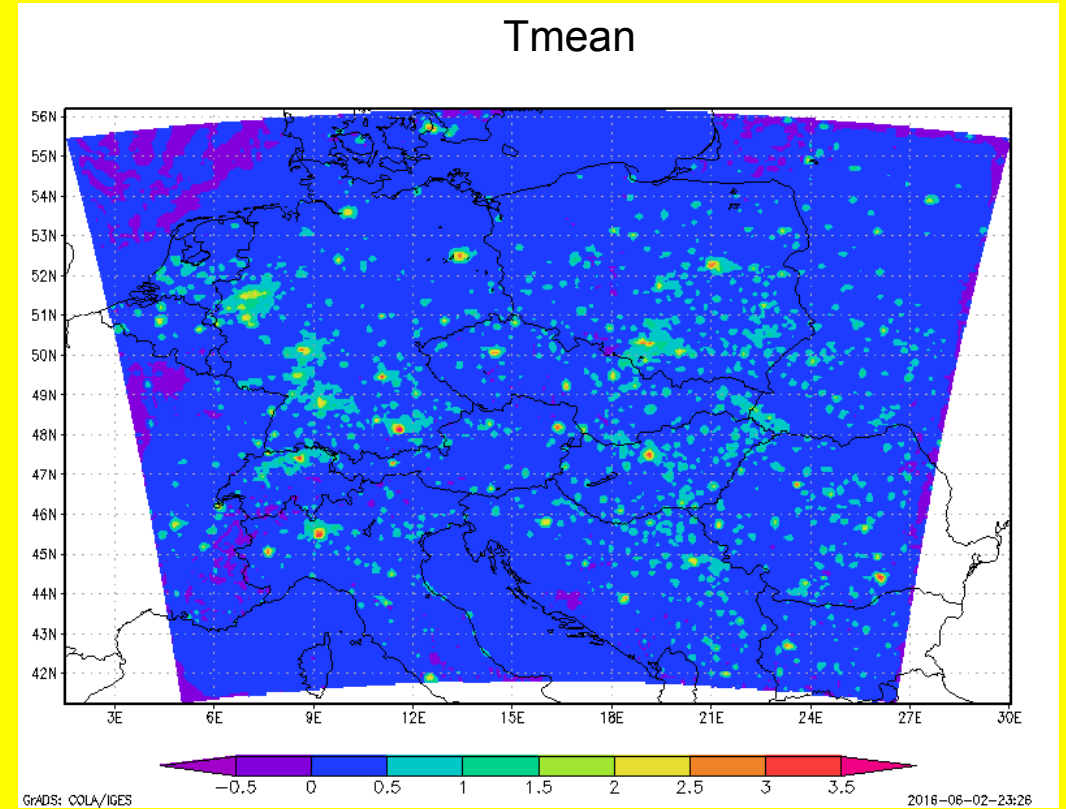 Tmean
56N
55N
54N
53N
52N
51N
50N
49N
48N
47N
46N
45N
44N
43N
42N
3E 6E 9E 12E 15E 18E 21E 24E 27E 30E
-0.5 0 0.5 1 1.5 2 2.5 3 3.5
GrADS: COLA/IGES 2016-06-02-23:26